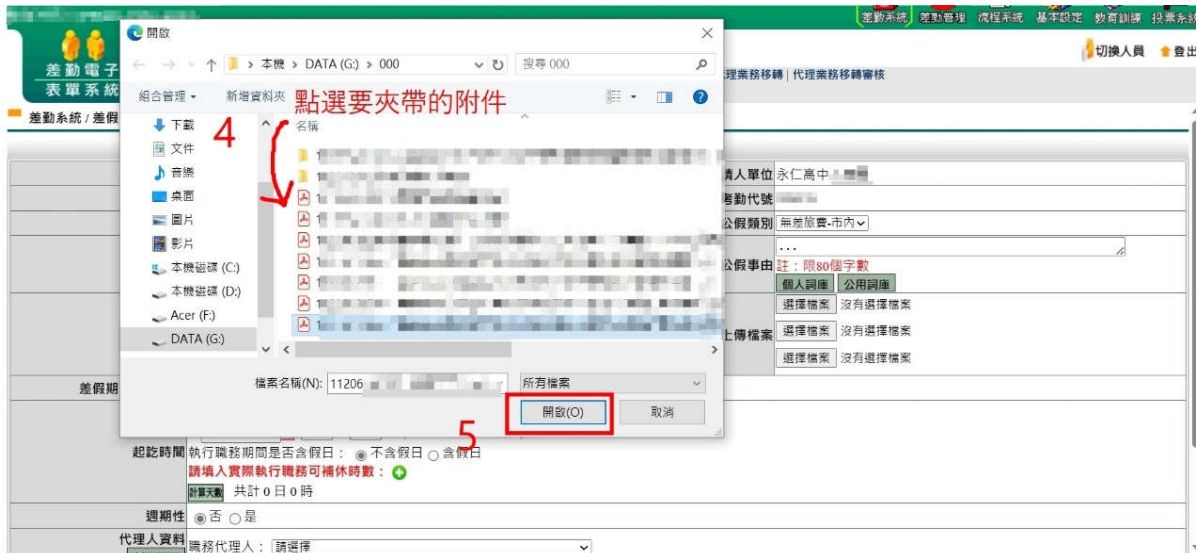 差勤系統 差勤管理 流程系統 基本設定 教育訓練 投票系統
切換人員 登出
差勤電子
表單系統
理業務移轉 | 代理業務移轉審核
差勤系統 / 差假
開啟
本機 > DATA (G:) > 000
搜尋 000
組合管理
新增資料夾
點選要夾帶的附件
4
名稱
下載
文件
音樂
桌面
圖片
影片
本機磁碟 (C:)
本機磁碟 (D:)
Acer (F:)
DATA (G:)
檔案名稱(N): 11206
所有檔案
開啟(O)
取消
5
請人單位 永仁高中
考勤代號
公假類別 無差旅費-市內
公假事由
...
註：限80個字數
個人詞庫 公用詞庫
上傳檔案
選擇檔案 沒有選擇檔案
選擇檔案 沒有選擇檔案
選擇檔案 沒有選擇檔案
差假期
起訖時間
執行職務期間是否含假日： 不含假日 含假日
請填入實際執行職務可補休時數：
計算天數 共計 0 日 0 時
週期性 否 是
代理人資料
職務代理人： 請選擇